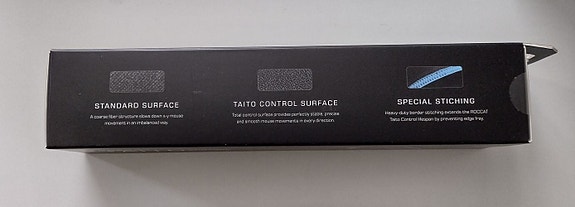 STANDARD SURFACE
A coarse fiber structure slows down x-y mouse
movement in an imbalanced way.
TAITO CONTROL SURFACE
Total control surface provides perfectly stable, precise
and smooth mouse movements in every direction.
SPECIAL STICHING
Heavy-duty border stitching extends the ROCCAT
Taito Control lifespan by preventing edge fray.